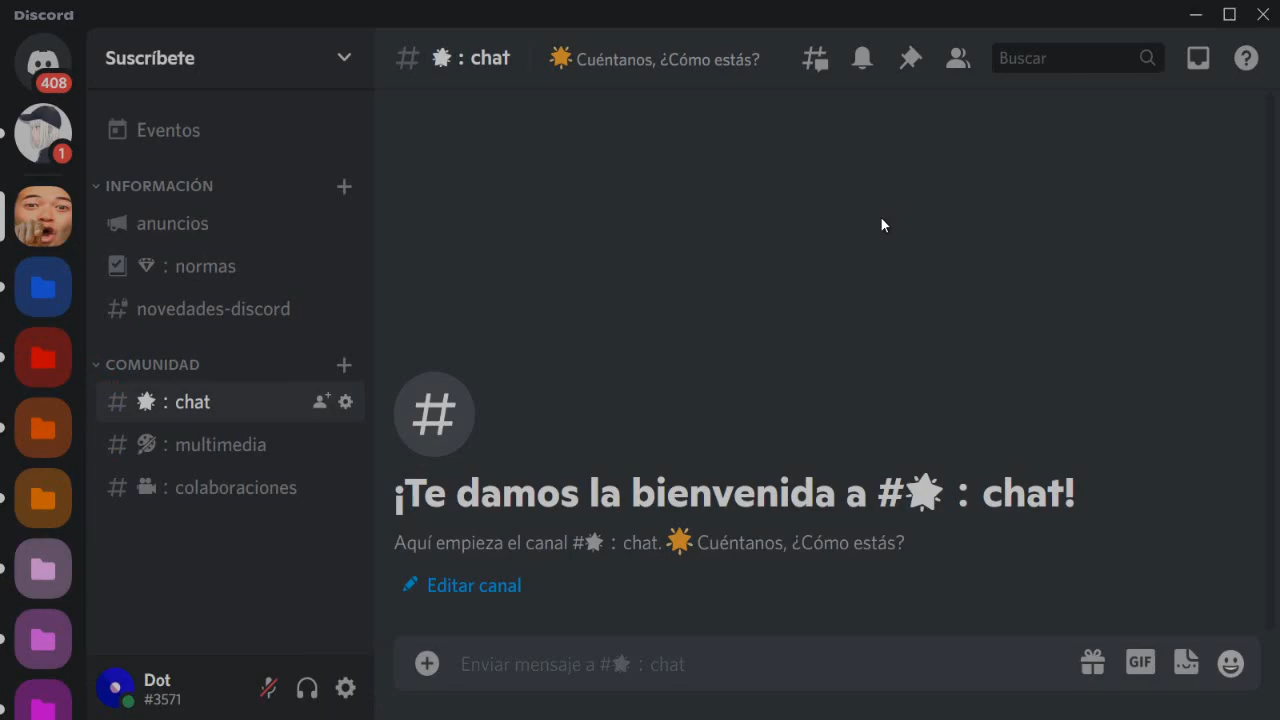 Discord
408
1
Suscríbete
Eventos
INFORMACIÓN
anuncios
: normas
novedades-discord
COMUNIDAD
: chat
: multimedia
: colaboraciones
Dot
#3571
: chat
Cuéntanos, ¿Cómo estás?
Buscar
¡Te damos la bienvenida a # : chat!
Aquí empieza el canal # : chat. Cuéntanos, ¿Cómo estás?
Editar canal
Enviar mensaje a # : chat
GIF